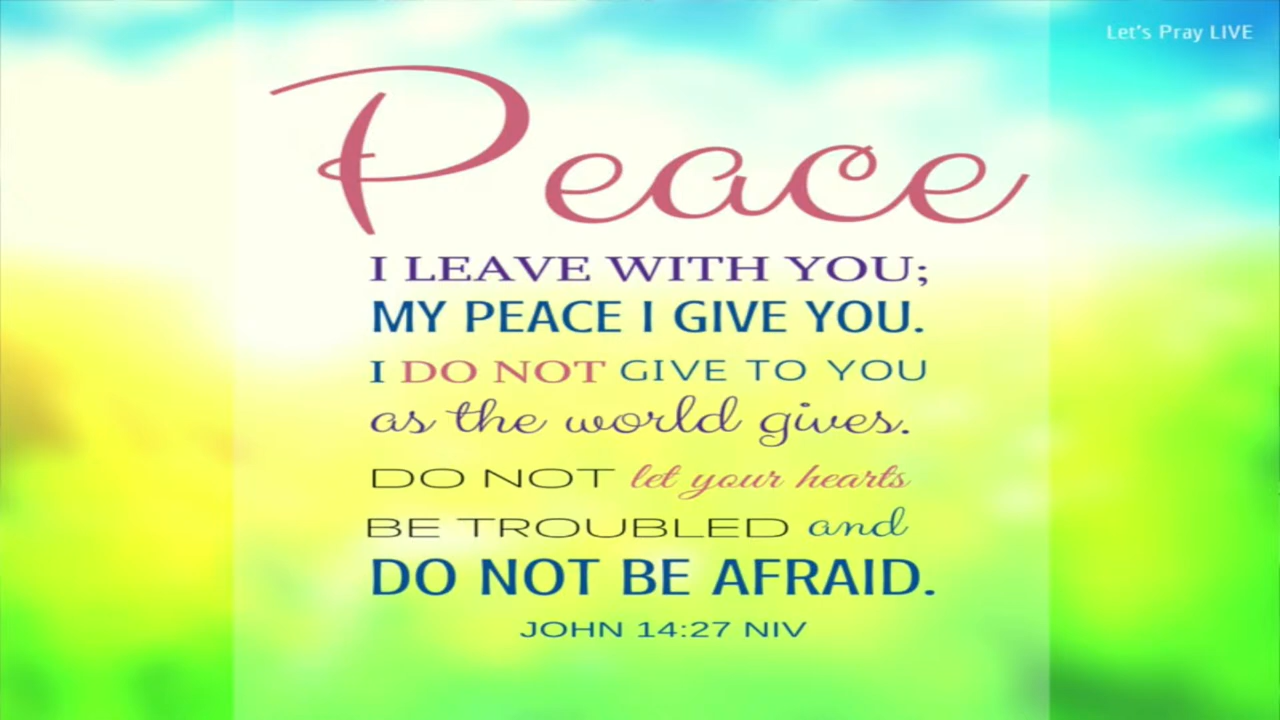 Let's Pray LIVE
Peace
I LEAVE WITH YOU;
MY PEACE I GIVE YOU.
I DO NOT GIVE TO YOU
as the world gives.
DO NOT let your hearts
BE TROUBLED and
DO NOT BE AFRAID.
JOHN 14:27 NIV